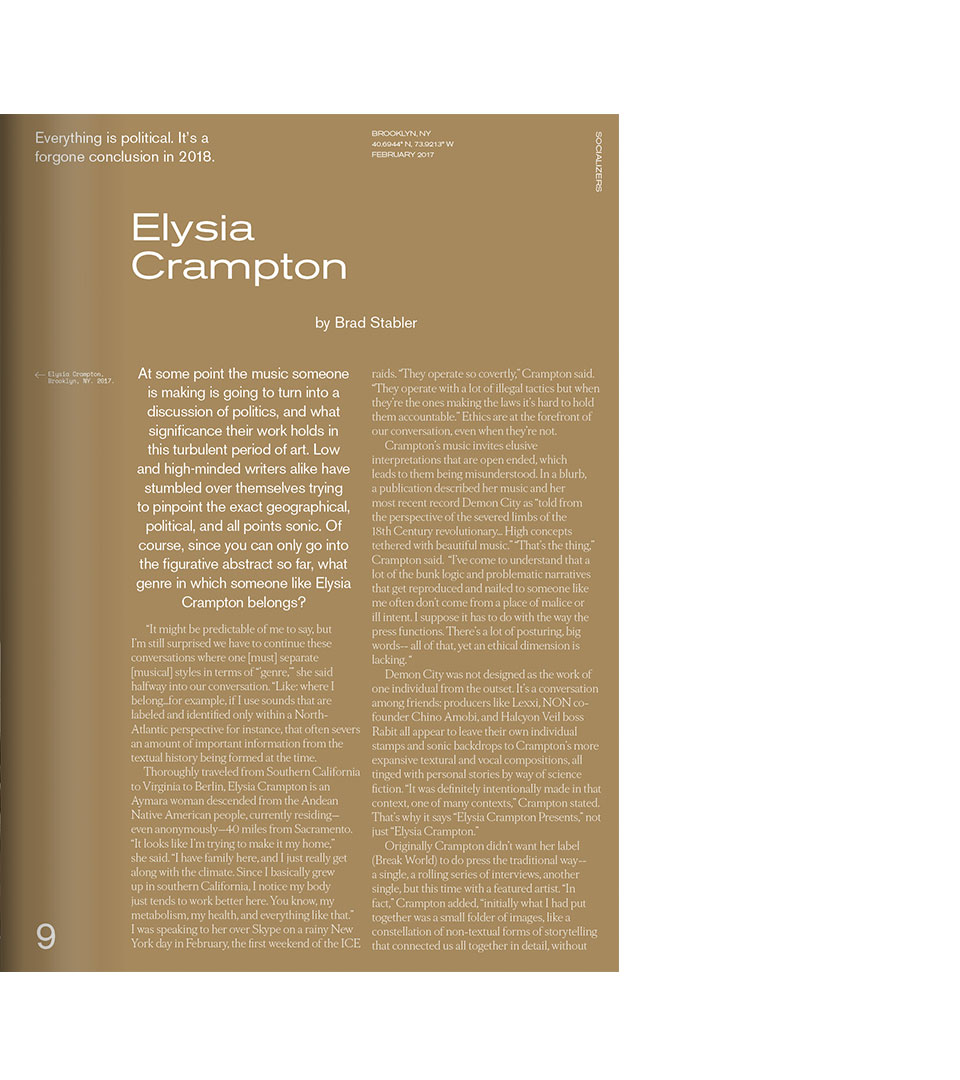 Everything is political. It's a
forgone conclusion in 2018.
BROOKLYN, NY
40.6944° N, 73.9213° W
FEBRUARY 2017
SOCIALIZERS
Elysia
Crampton
by Brad Stabler
← Elysia Crampton,
Brooklyn, NY. 2017.
At some point the music someone
is making is going to turn into a
discussion of politics, and what
significance their work holds in
this turbulent period of art. Low
and high-minded writers alike have
stumbled over themselves trying
to pinpoint the exact geographical,
political, and all points sonic. Of
course, since you can only go into
the figurative abstract so far, what
genre in which someone like Elysia
Crampton belongs?
“It might be predictable of me to say, but
I'm still surprised we have to continue these
conversations where one [must] separate
[musical] styles in terms of “'genre,'” she said
halfway into our conversation. “Like: where I
belong...for example, if I use sounds that are
labeled and identified only within a North-
Atlantic perspective for instance, that often severs
an amount of important information from the
textual history being formed at the time.
Thoroughly traveled from Southern California
to Virginia to Berlin, Elysia Crampton is an
Aymara woman descended from the Andean
Native American people, currently residing—
even anonymously—40 miles from Sacramento.
“It looks like I'm trying to make it my home,”
she said. “I have family here, and I just really get
along with the climate. Since I basically grew
up in southern California, I notice my body
just tends to work better here. You know, my
metabolism, my health, and everything like that.”
I was speaking to her over Skype on a rainy New
York day in February, the first weekend of the ICE
raids. “They operate so covertly,” Crampton said.
“They operate with a lot of illegal tactics but when
they're the ones making the laws it's hard to hold
them accountable.” Ethics are at the forefront of
our conversation, even when they're not.
Crampton's music invites elusive
interpretations that are open ended, which
leads to them being misunderstood. In a blurb,
a publication described her music and her
most recent record Demon City as “told from
the perspective of the severed limbs of the
18th Century revolutionary... High concepts
tethered with beautiful music.” “That's the thing,”
Crampton said. “I've come to understand that a
lot of the bunk logic and problematic narratives
that get reproduced and nailed to someone like
me often don't come from a place of malice or
ill intent. I suppose it has to do with the way the
press functions. There's a lot of posturing, big
words-- all of that, yet an ethical dimension is
lacking. “
Demon City was not designed as the work of
one individual from the outset. It's a conversation
among friends: producers like Lexxi, NON co-
founder Chino Amobi, and Halcyon Veil boss
Rabit all appear to leave their own individual
stamps and sonic backdrops to Crampton's more
expansive textural and vocal compositions, all
tinged with personal stories by way of science
fiction. “It was definitely intentionally made in that
context, one of many contexts,” Crampton stated.
That's why it says “Elysia Crampton Presents,” not
just “Elysia Crampton.”
Originally Crampton didn't want her label
(Break World) to do press the traditional way--
a single, a rolling series of interviews, another
single, but this time with a featured artist. “In
fact,” Crampton added, “initially what I had put
together was a small folder of images, like a
constellation of non-textual forms of storytelling
that connected us all together in detail, without
9